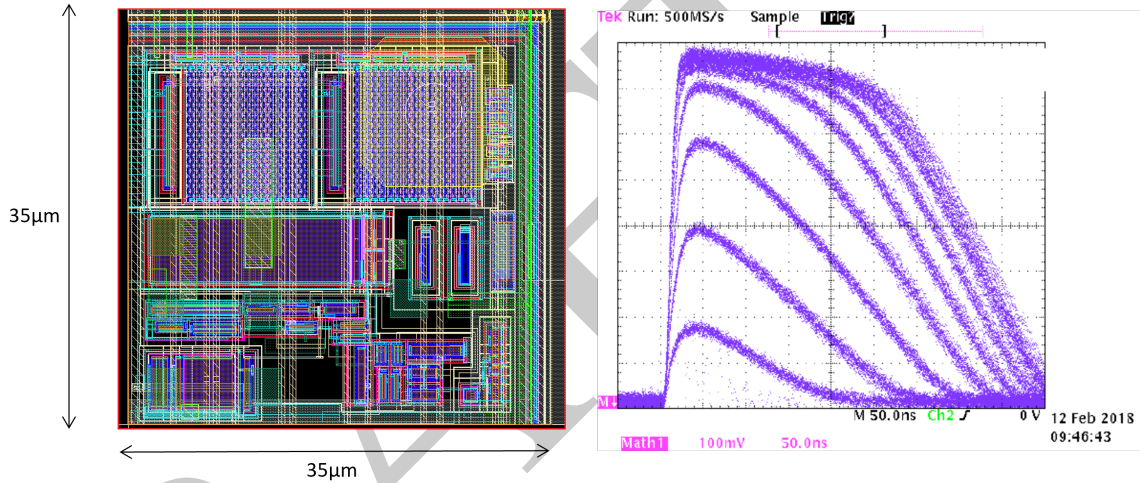 35μm
35μm
Tek Run: 500MS/s Sample Trig?
M
M 50.0ns Ch2 0 V
Math1 100mV 50.0ns
12 Feb 2018
09:46:43